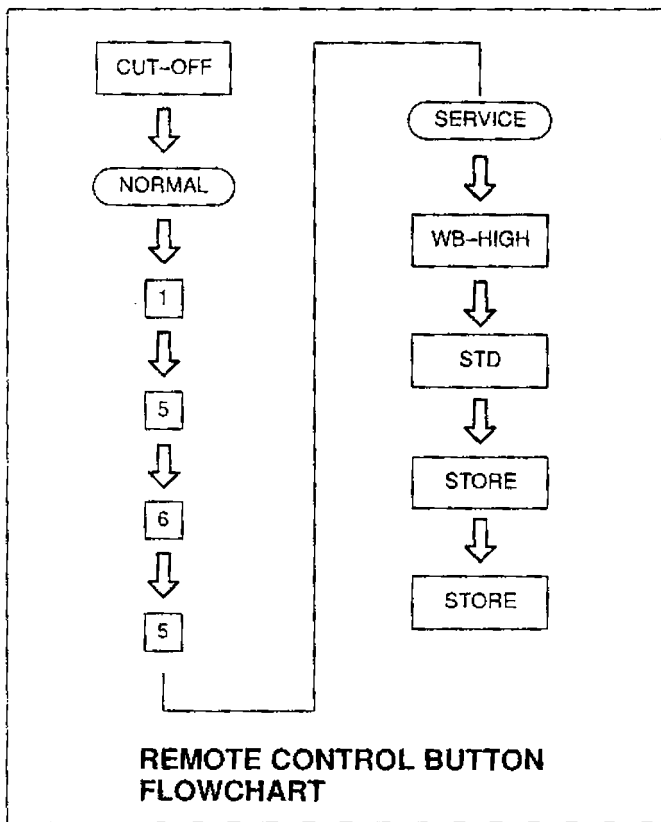 CUT-OFF
NORMAL
1
5
6
5
SERVICE
WB-HIGH
STD
STORE
STORE
REMOTE CONTROL BUTTON
FLOWCHART